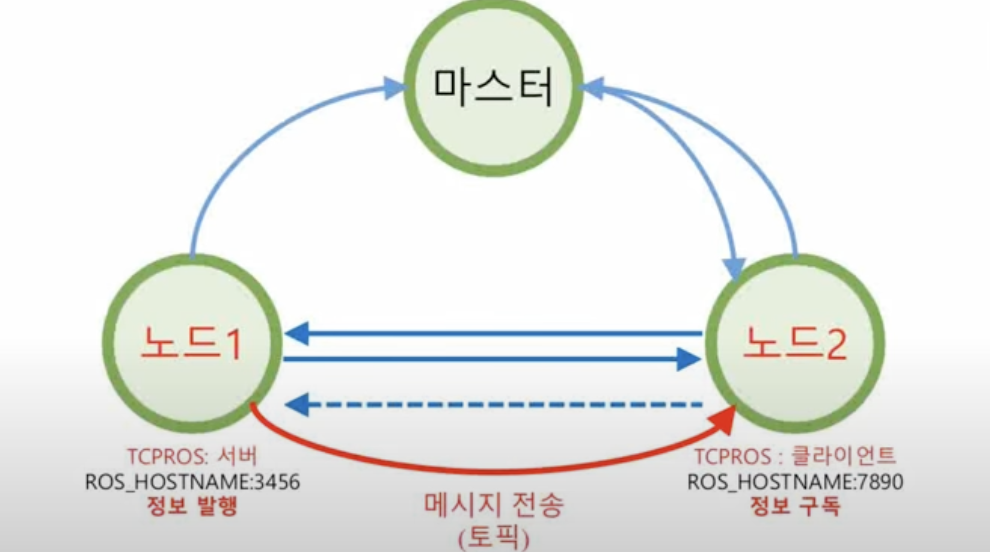 마스터
노드1
노드2
TCPROS: 서버
ROS_HOSTNAME:3456
정보 발행
TCPROS : 클라이언트
ROS_HOSTNAME:7890
정보 구독
메시지 전송
(토픽)